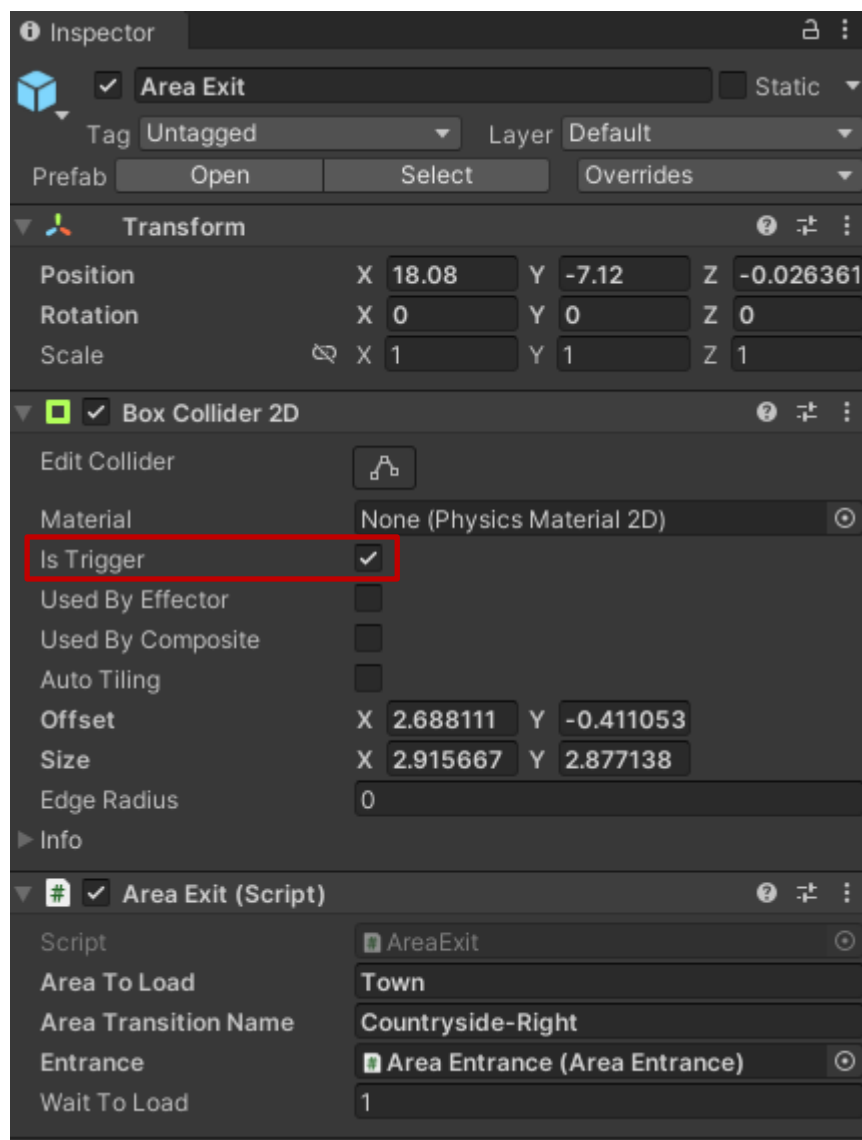 Inspector
Area Exit Static
Tag Untagged Layer Default
Prefab Open Select Overrides
Transform
Position X 18.08 Y -7.12 Z -0.026361
Rotation X 0 Y 0 Z 0
Scale X 1 Y 1 Z 1
Box Collider 2D
Edit Collider
Material None (Physics Material 2D)
Is Trigger
Used By Effector
Used By Composite
Auto Tiling
Offset X 2.688111 Y -0.411053
Size X 2.915667 Y 2.877138
Edge Radius 0
Info
# Area Exit (Script)
Script AreaExit
Area To Load Town
Area Transition Name Countryside-Right
Entrance Area Entrance (Area Entrance)
Wait To Load 1